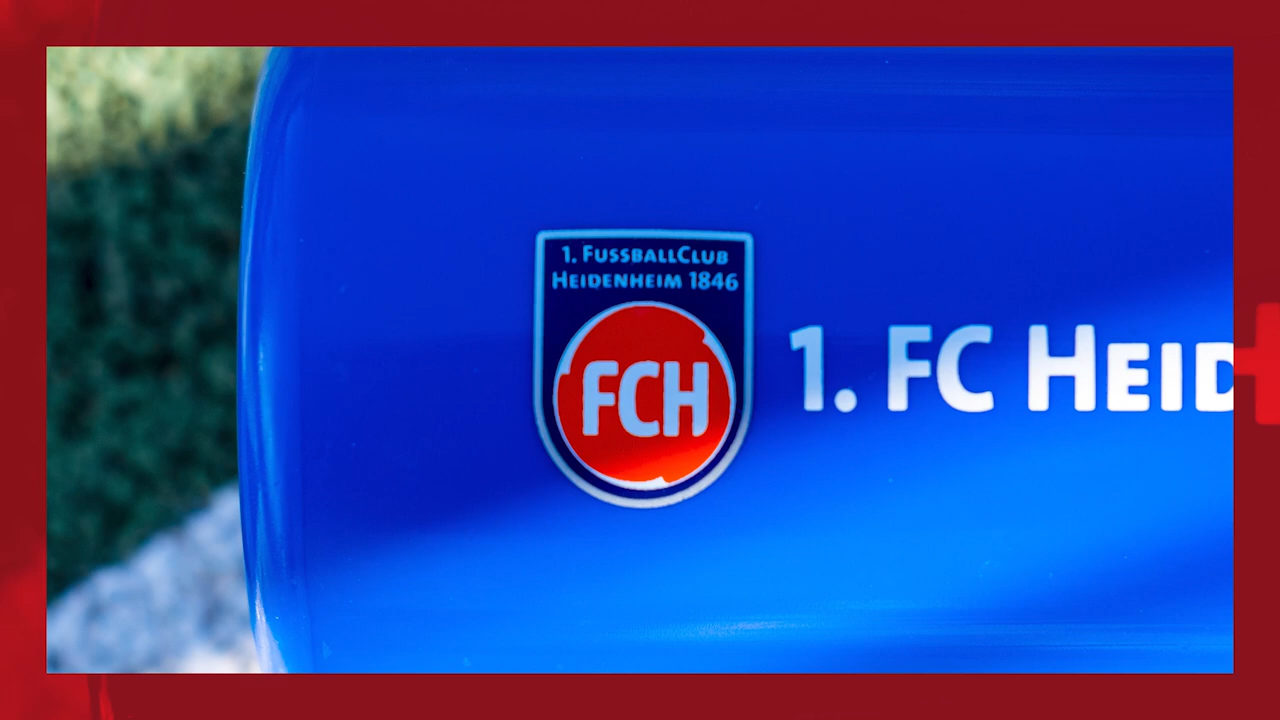 1. FUSSBALLCLUB
HEIDENHEIM 1846
FCH
1. FC HEID